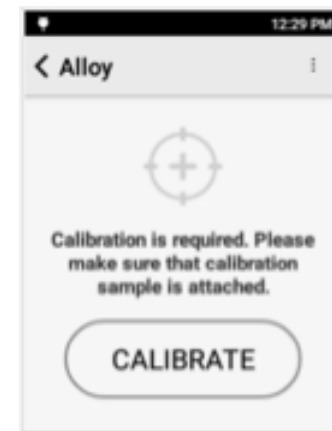 12:29 PM
Alloy
Calibration is required. Please
make sure that calibration
sample is attached.
CALIBRATE